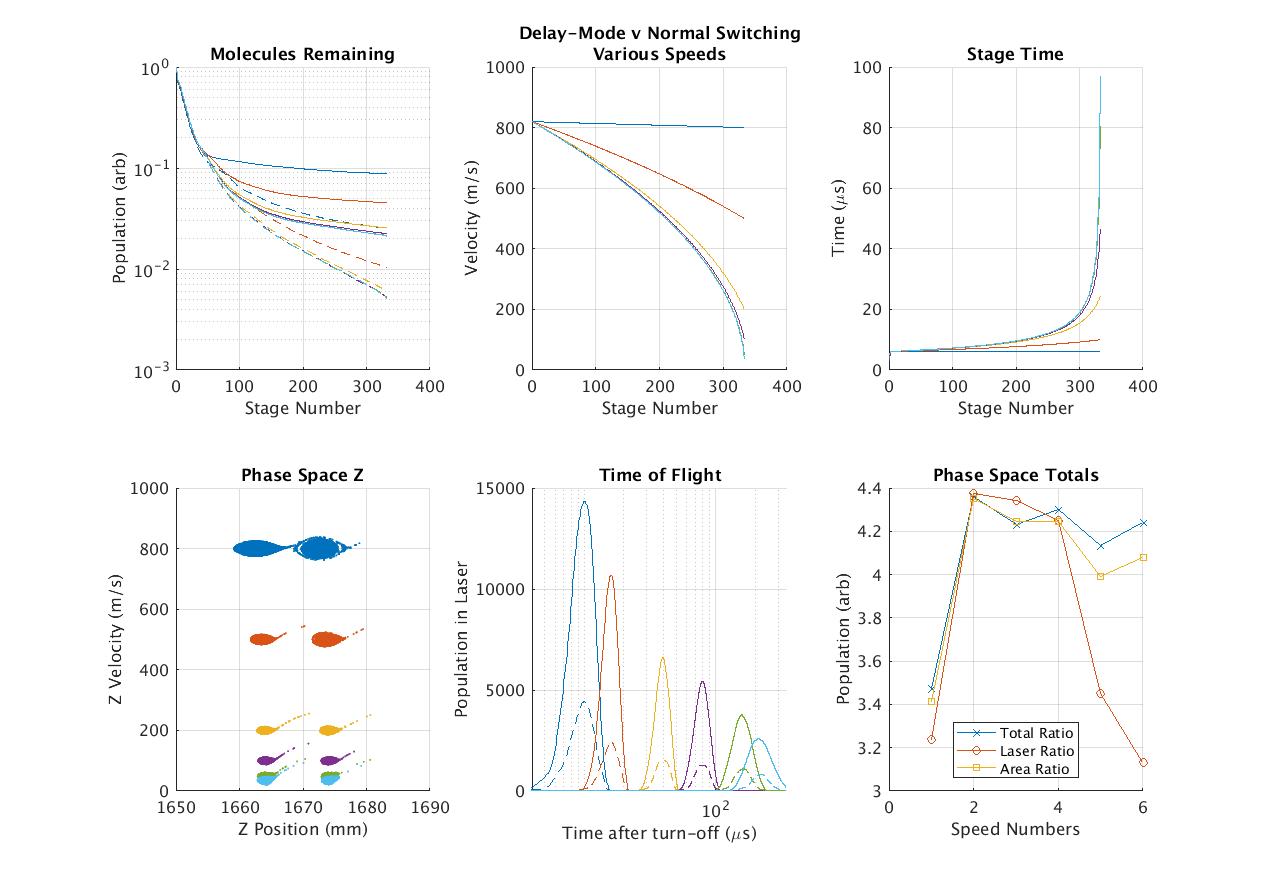 Delay-Mode v Normal Switching
Various Speeds
Molecules Remaining
10^0
10^-1
10^-2
10^-3
0 100 200 300 400
Population (arb)
Stage Number
1000
800
600
400
200
0
0 100 200 300 400
Velocity (m/s)
Stage Number
Stage Time
100
80
60
40
20
0
0 100 200 300 400
Time (μs)
Stage Number
Phase Space Z
1000
800
600
400
200
0
1650 1660 1670 1680 1690
Z Velocity (m/s)
Z Position (mm)
Time of Flight
15000
10000
5000
0
10^2
Population in Laser
Time after turn-off (μs)
Phase Space Totals
4.4
4.2
4
3.8
3.6
3.4
3.2
3
0 2 4 6
Population (arb)
Speed Numbers
Total Ratio
Laser Ratio
Area Ratio